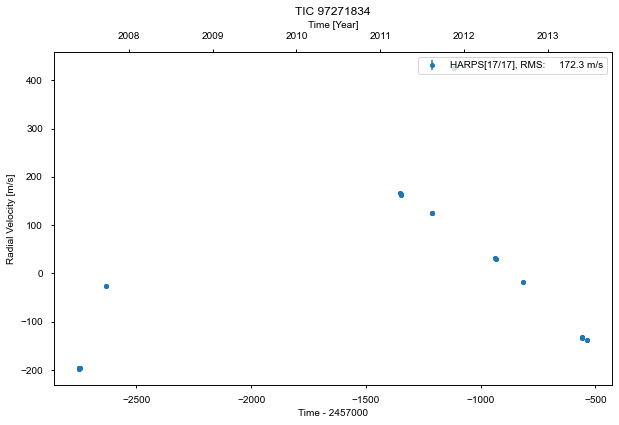 TIC 97271834
Time [Year]
2008 2009 2010 2011 2012 2013
HARPS[17/17], RMS: 172.3 m/s
Radial Velocity [m/s]
400
300
200
100
0
−100
−200
−2500 −2000 −1500 −1000 −500
Time - 2457000